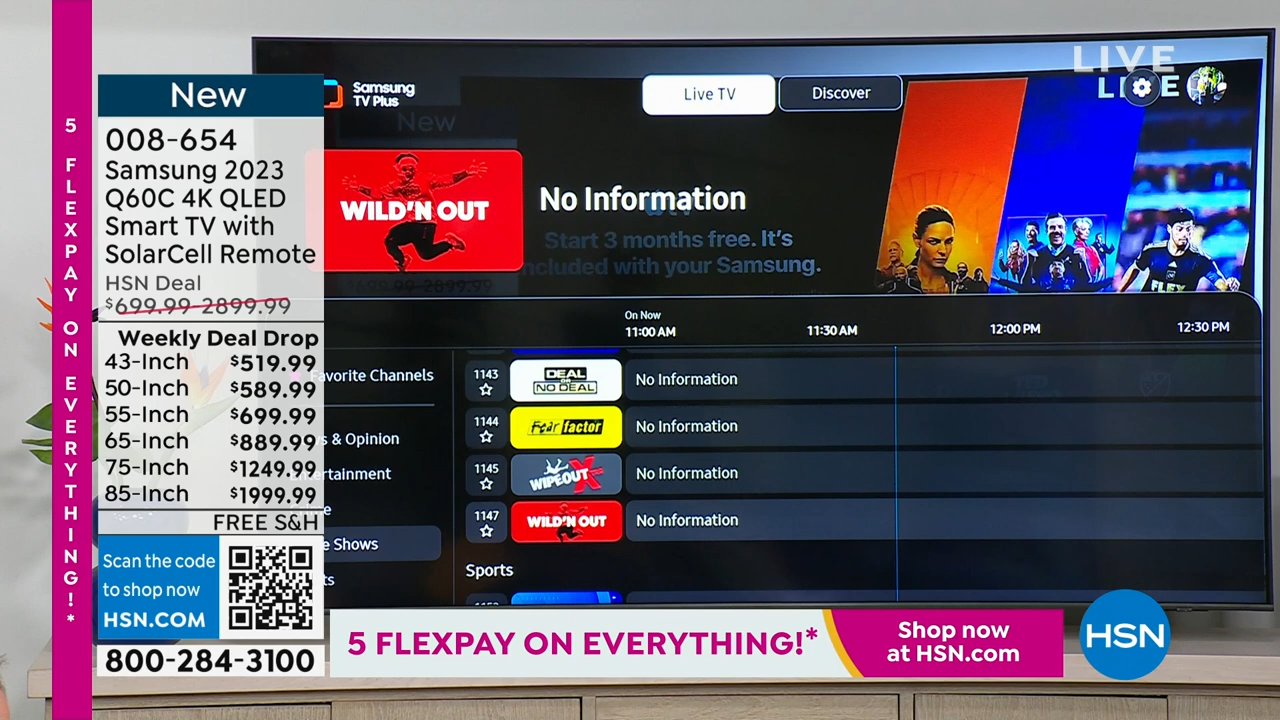 5 FLEXPAY ON EVERYTHING!*
New
008-654
Samsung 2023
Q60C 4K QLED
Smart TV with
SolarCell Remote
HSN Deal
$699.99-2899.99
Weekly Deal Drop
43-Inch $519.99
50-Inch $589.99
55-Inch $699.99
65-Inch $889.99
75-Inch $1249.99
85-Inch $1999.99
FREE S&H
Scan the code
to shop now
HSN.COM
800-284-3100
LIVE
Samsung
TV Plus
Live TV
Discover
New
WILD'N OUT
No Information
Start 3 months free. It's
included with your Samsung.
FLEX
On Now
11:00 AM 11:30 AM 12:00 PM 12:30 PM
Favorite Channels
& Opinion
Shows
1143 DEAL OR NO DEAL No Information
1144 Fear factor No Information
1145 WIPEOUT X No Information
1147 WILD'N OUT No Information
Sports
5 FLEXPAY ON EVERYTHING!*
Shop now
at HSN.com
HSN